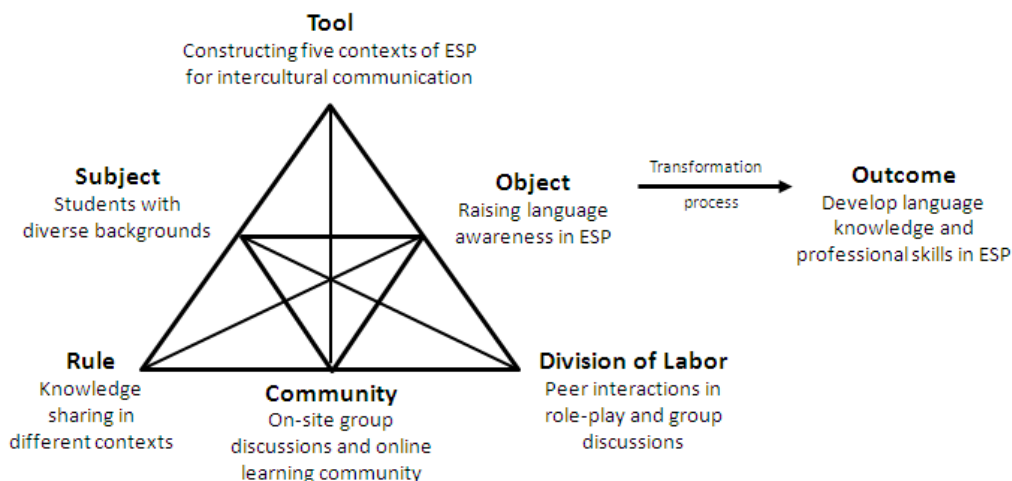 Tool
Constructing five contexts of ESP
for intercultural communication
Subject
Students with
diverse backgrounds
Object
Raising language
awareness in ESP
Transformation
process
Outcome
Develop language
knowledge and
professional skills in ESP
Rule
Knowledge
sharing in
different contexts
Community
On-site group
discussions and online
learning community
Division of Labor
Peer interactions in
role-play and group
discussions